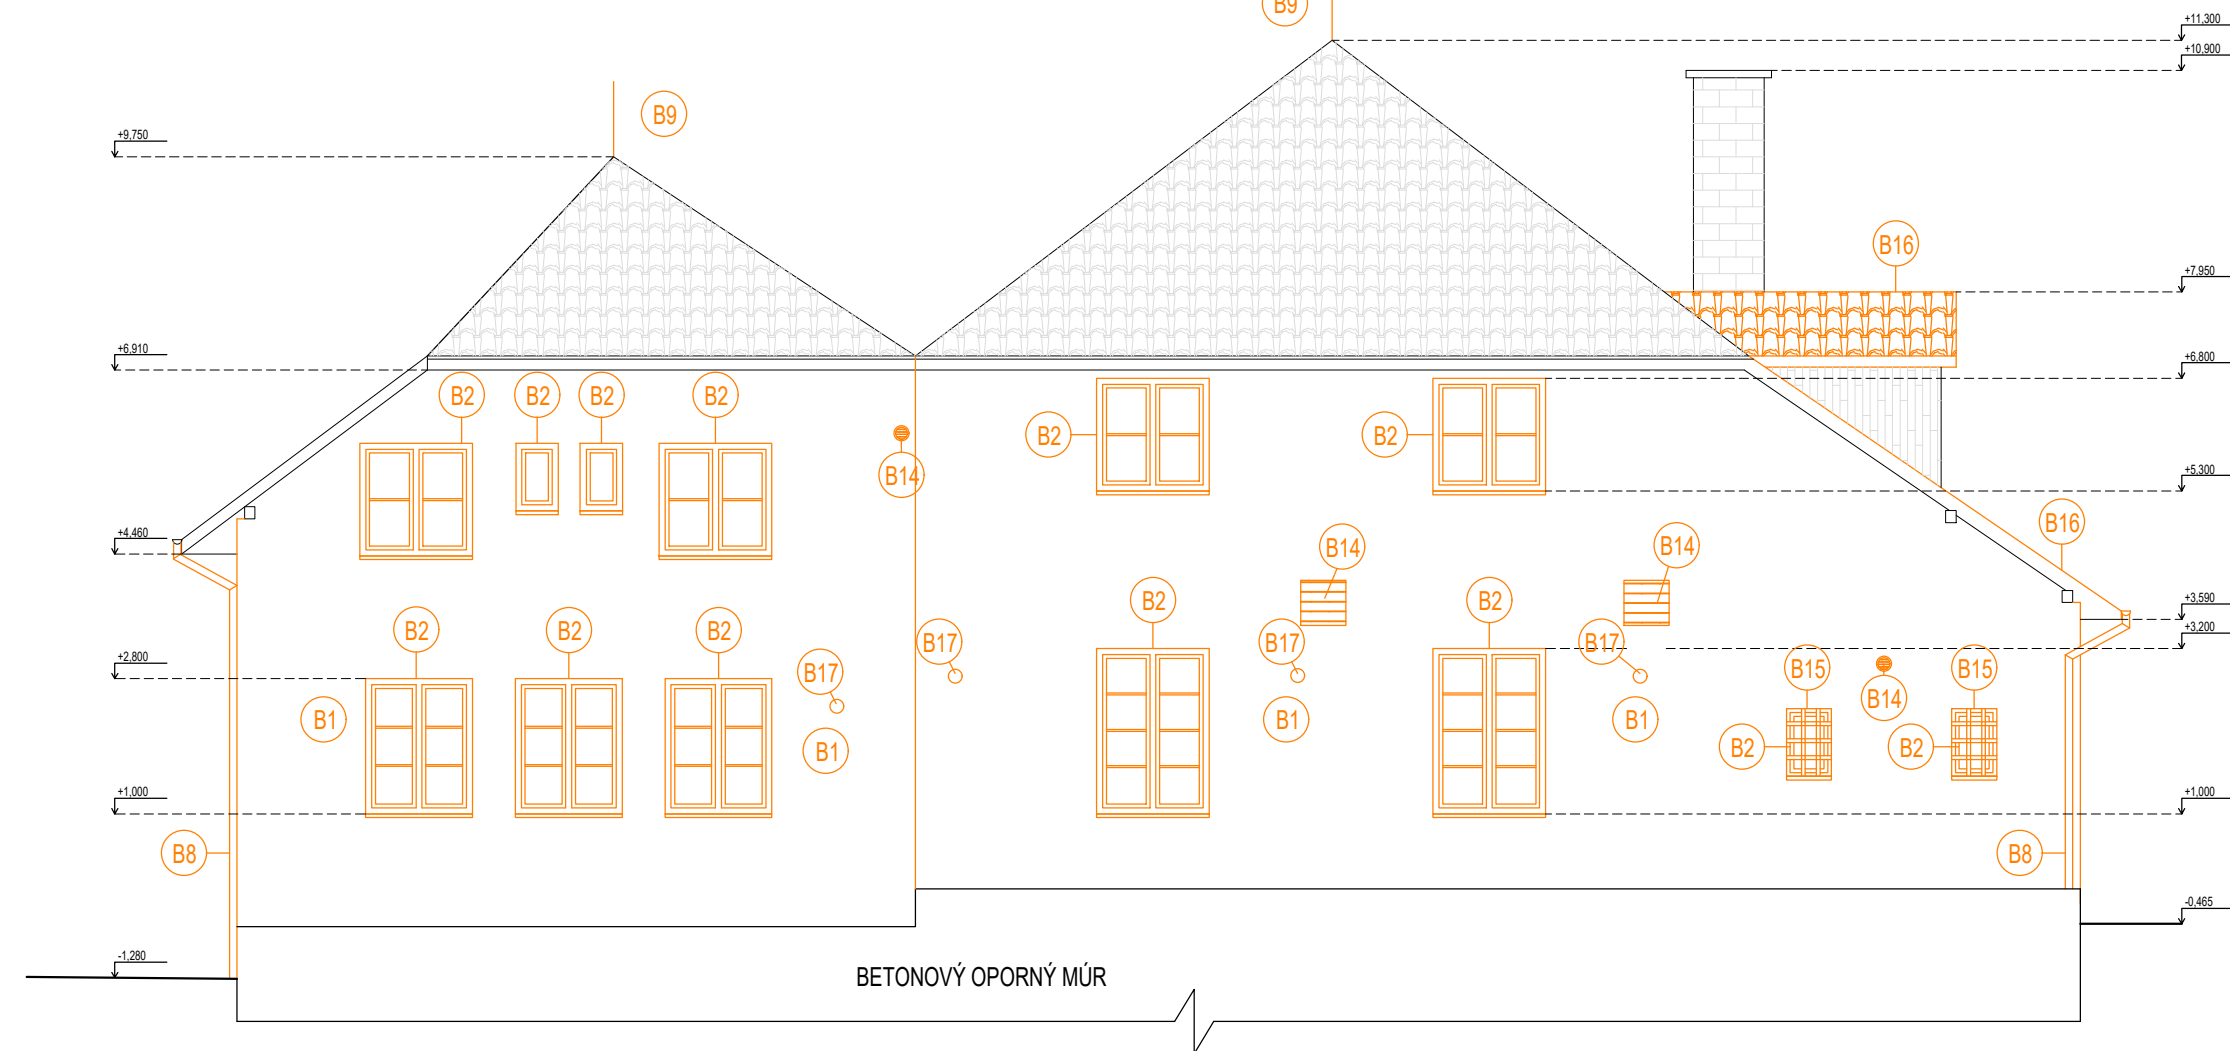 B9
+11,300
+10,900
B9
+9,750
B16
+7,950
+6,910
+6,800
B2
B2
B2
B2
B2
B2
B14
+5,300
+4,460
B16
B14
B14
+3,590
B2
B2
B2
B2
B2
+3,200
B17
B17
B17
+2,800
B17
B15
B15
B14
B1
B1
B1
B1
B2
B2
+1,000
+1,000
B8
B8
-0,465
-1,280
BETONOVÝ OPORNÝ MÚR